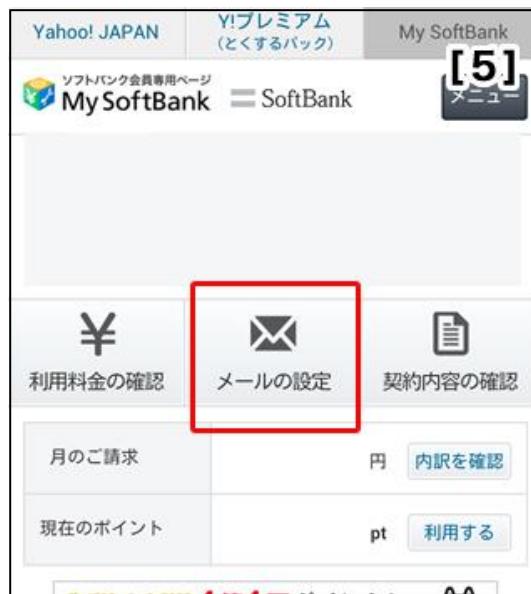 Yahoo! JAPAN
Y!プレミアム
(とくするパック)
My SoftBank
[5]
ソフトバンク会員専用ページ
My SoftBank
SoftBank
メニュー
利用料金の確認
メールの設定
契約内容の確認
月のご請求
円
内訳を確認
現在のポイント
pt
利用する